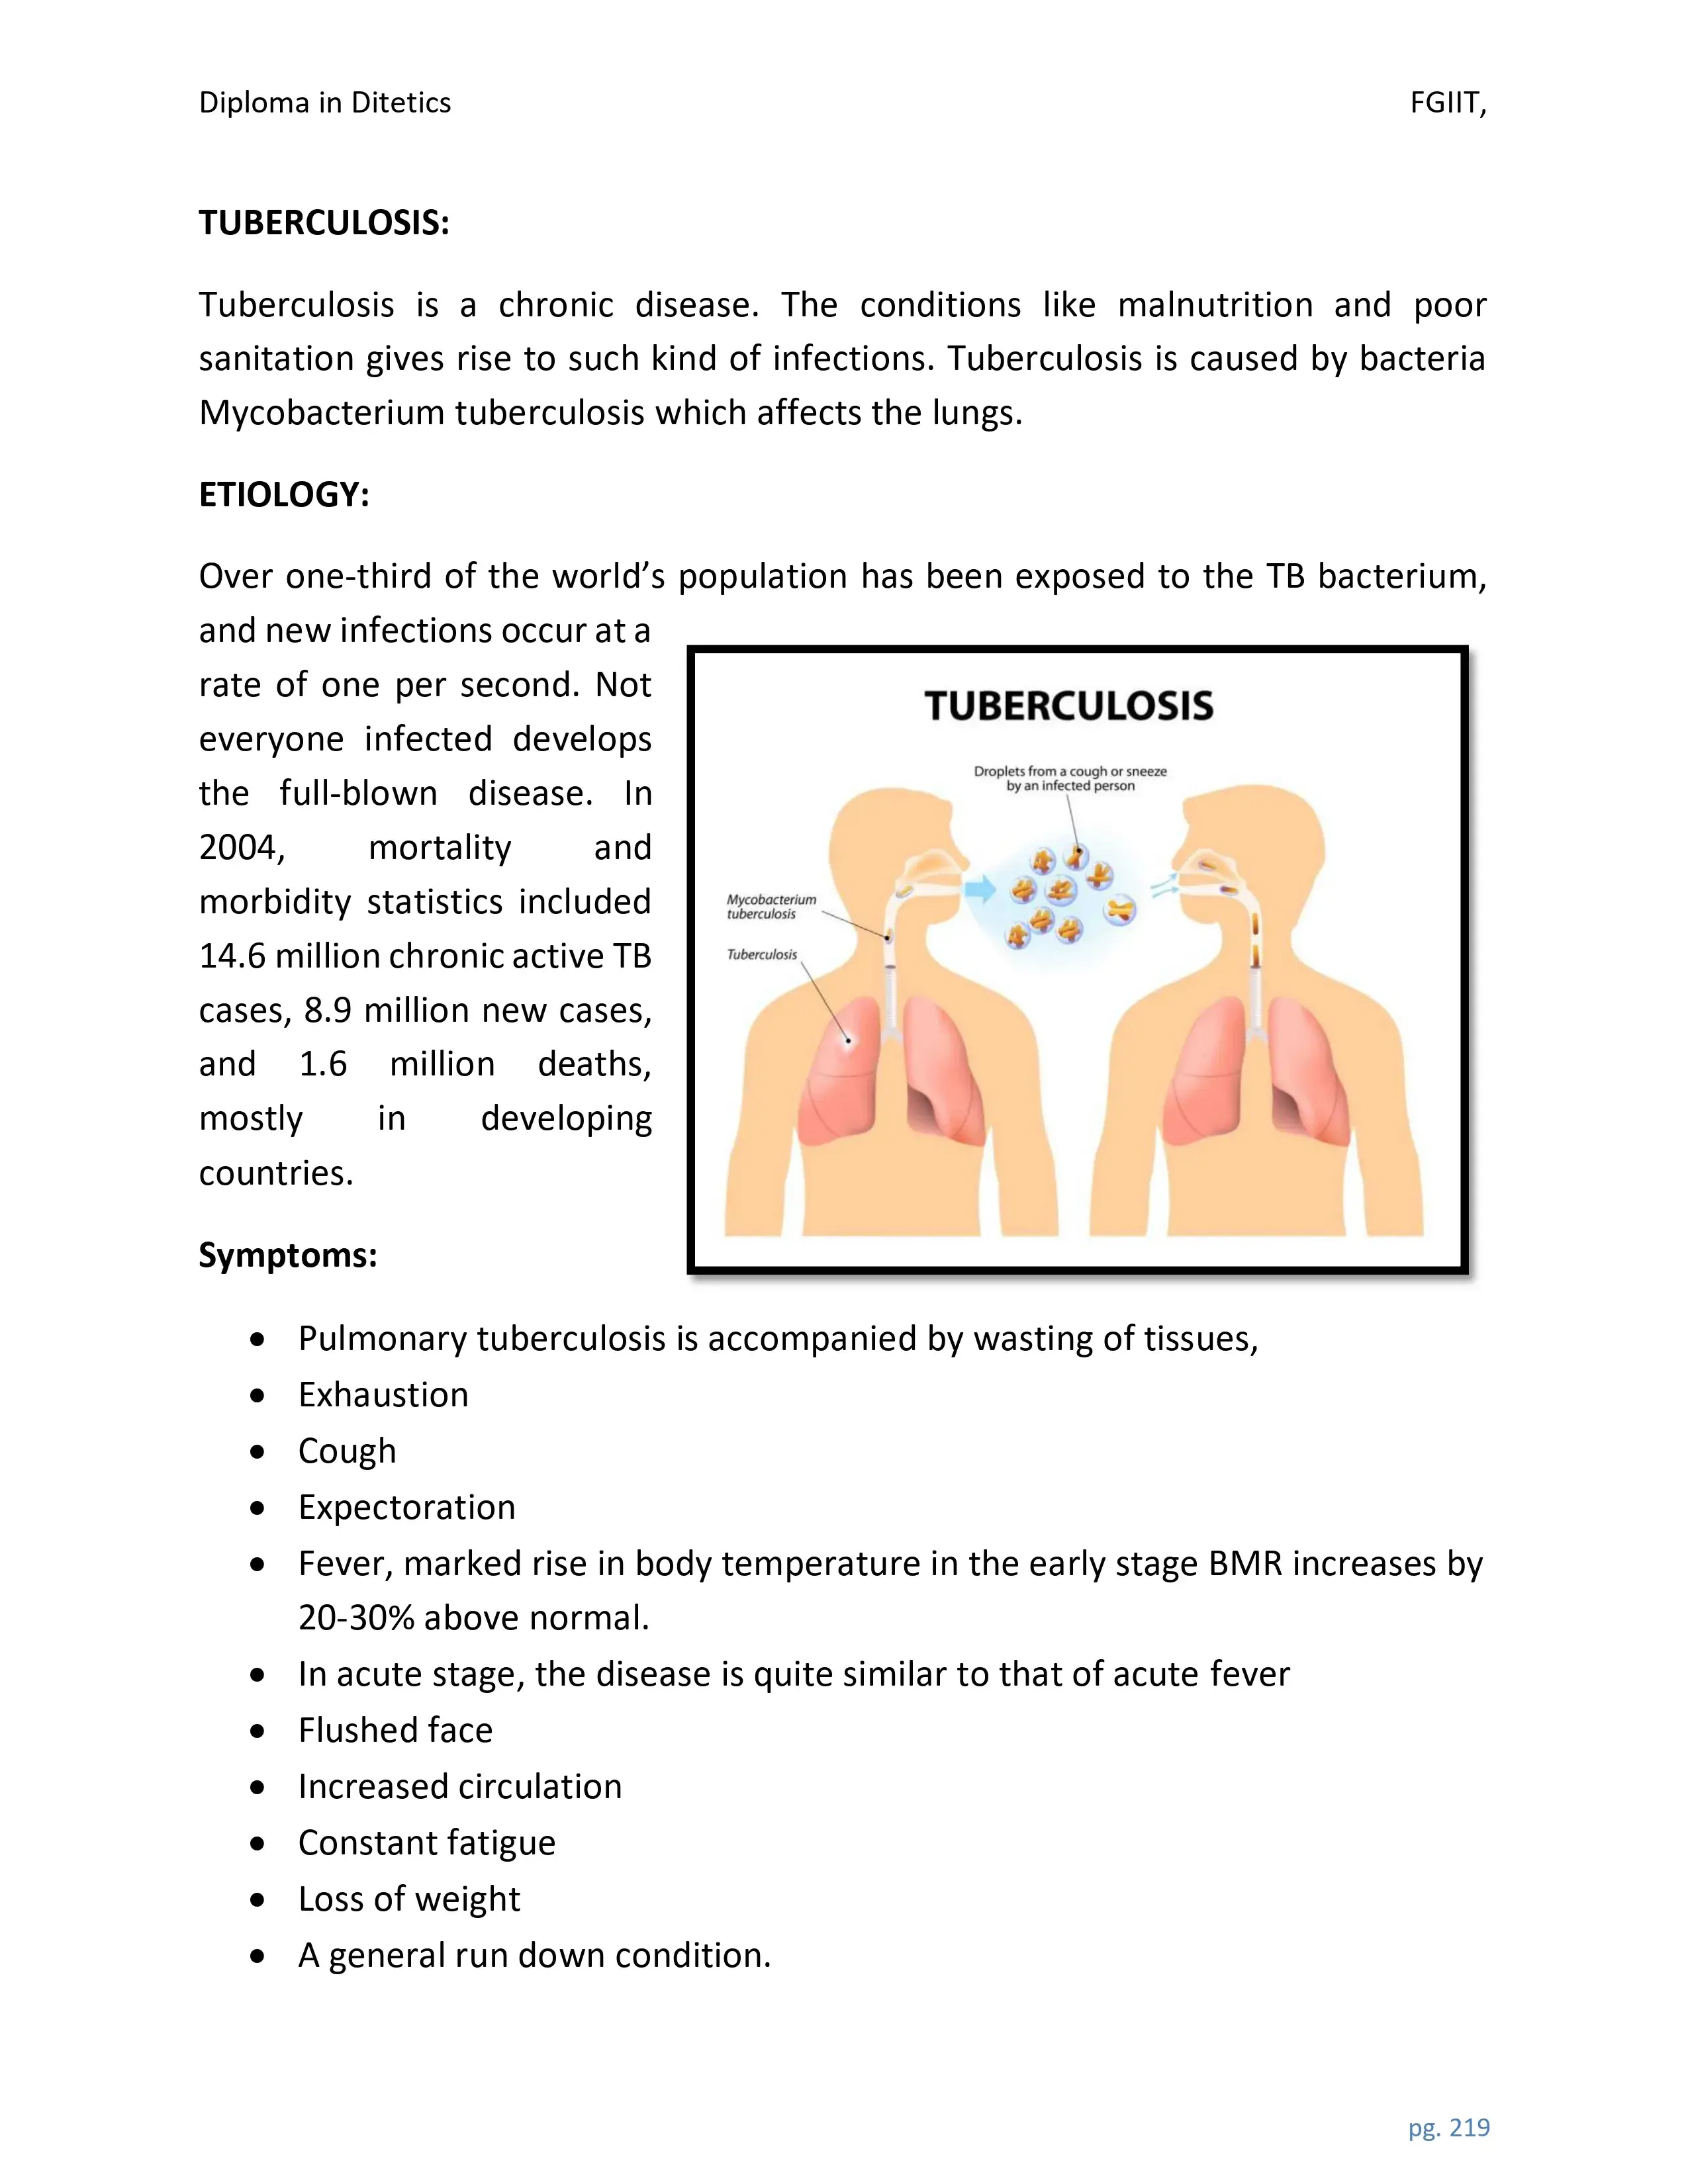 Diploma in Ditetics FGIIT,
TUBERCULOSIS:
Tuberculosis is a chronic disease. The conditions like malnutrition and poor
sanitation gives rise to such kind of infections. Tuberculosis is caused by bacteria
Mycobacterium tuberculosis which affects the lungs.
ETIOLOGY:
Over one-third of the world’s population has been exposed to the TB bacterium,
and new infections occur at a
rate of one per second. Not
everyone infected develops
the full-blown disease. In
2004, mortality and
morbidity statistics included
14.6 million chronic active TB
cases, 8.9 million new cases,
and 1.6 million deaths,
mostly in developing
countries.
TUBERCULOSIS
Droplets from a cough or sneeze
by an infected person
Mycobacterium
tuberculosis
Tuberculosis
Symptoms:
• Pulmonary tuberculosis is accompanied by wasting of tissues,
• Exhaustion
• Cough
• Expectoration
• Fever, marked rise in body temperature in the early stage BMR increases by
20-30% above normal.
• In acute stage, the disease is quite similar to that of acute fever
• Flushed face
• Increased circulation
• Constant fatigue
• Loss of weight
• A general run down condition.
pg. 219